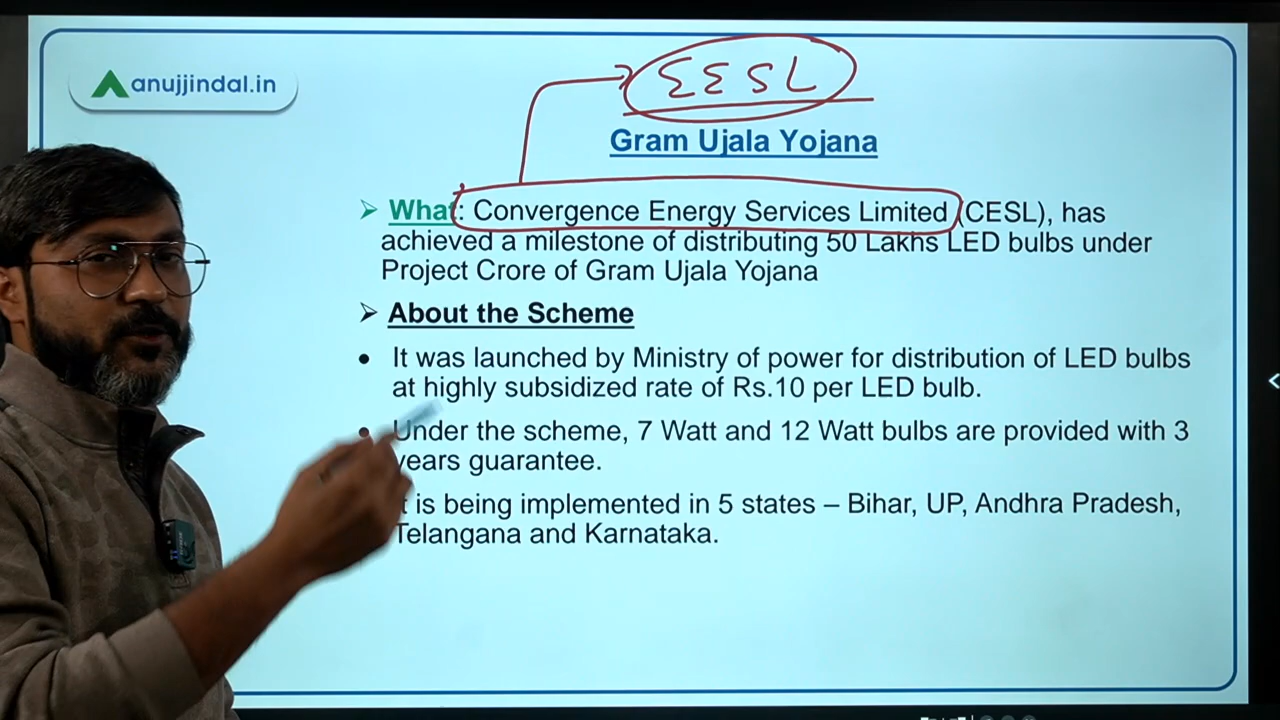 anujjindal.in
EESL
Gram Ujala Yojana
What: Convergence Energy Services Limited (CESL), has
achieved a milestone of distributing 50 Lakhs LED bulbs under
Project Crore of Gram Ujala Yojana
About the Scheme
It was launched by Ministry of power for distribution of LED bulbs
at highly subsidized rate of Rs.10 per LED bulb.
Under the scheme, 7 Watt and 12 Watt bulbs are provided with 3
years guarantee.
It is being implemented in 5 states – Bihar, UP, Andhra Pradesh,
Telangana and Karnataka.